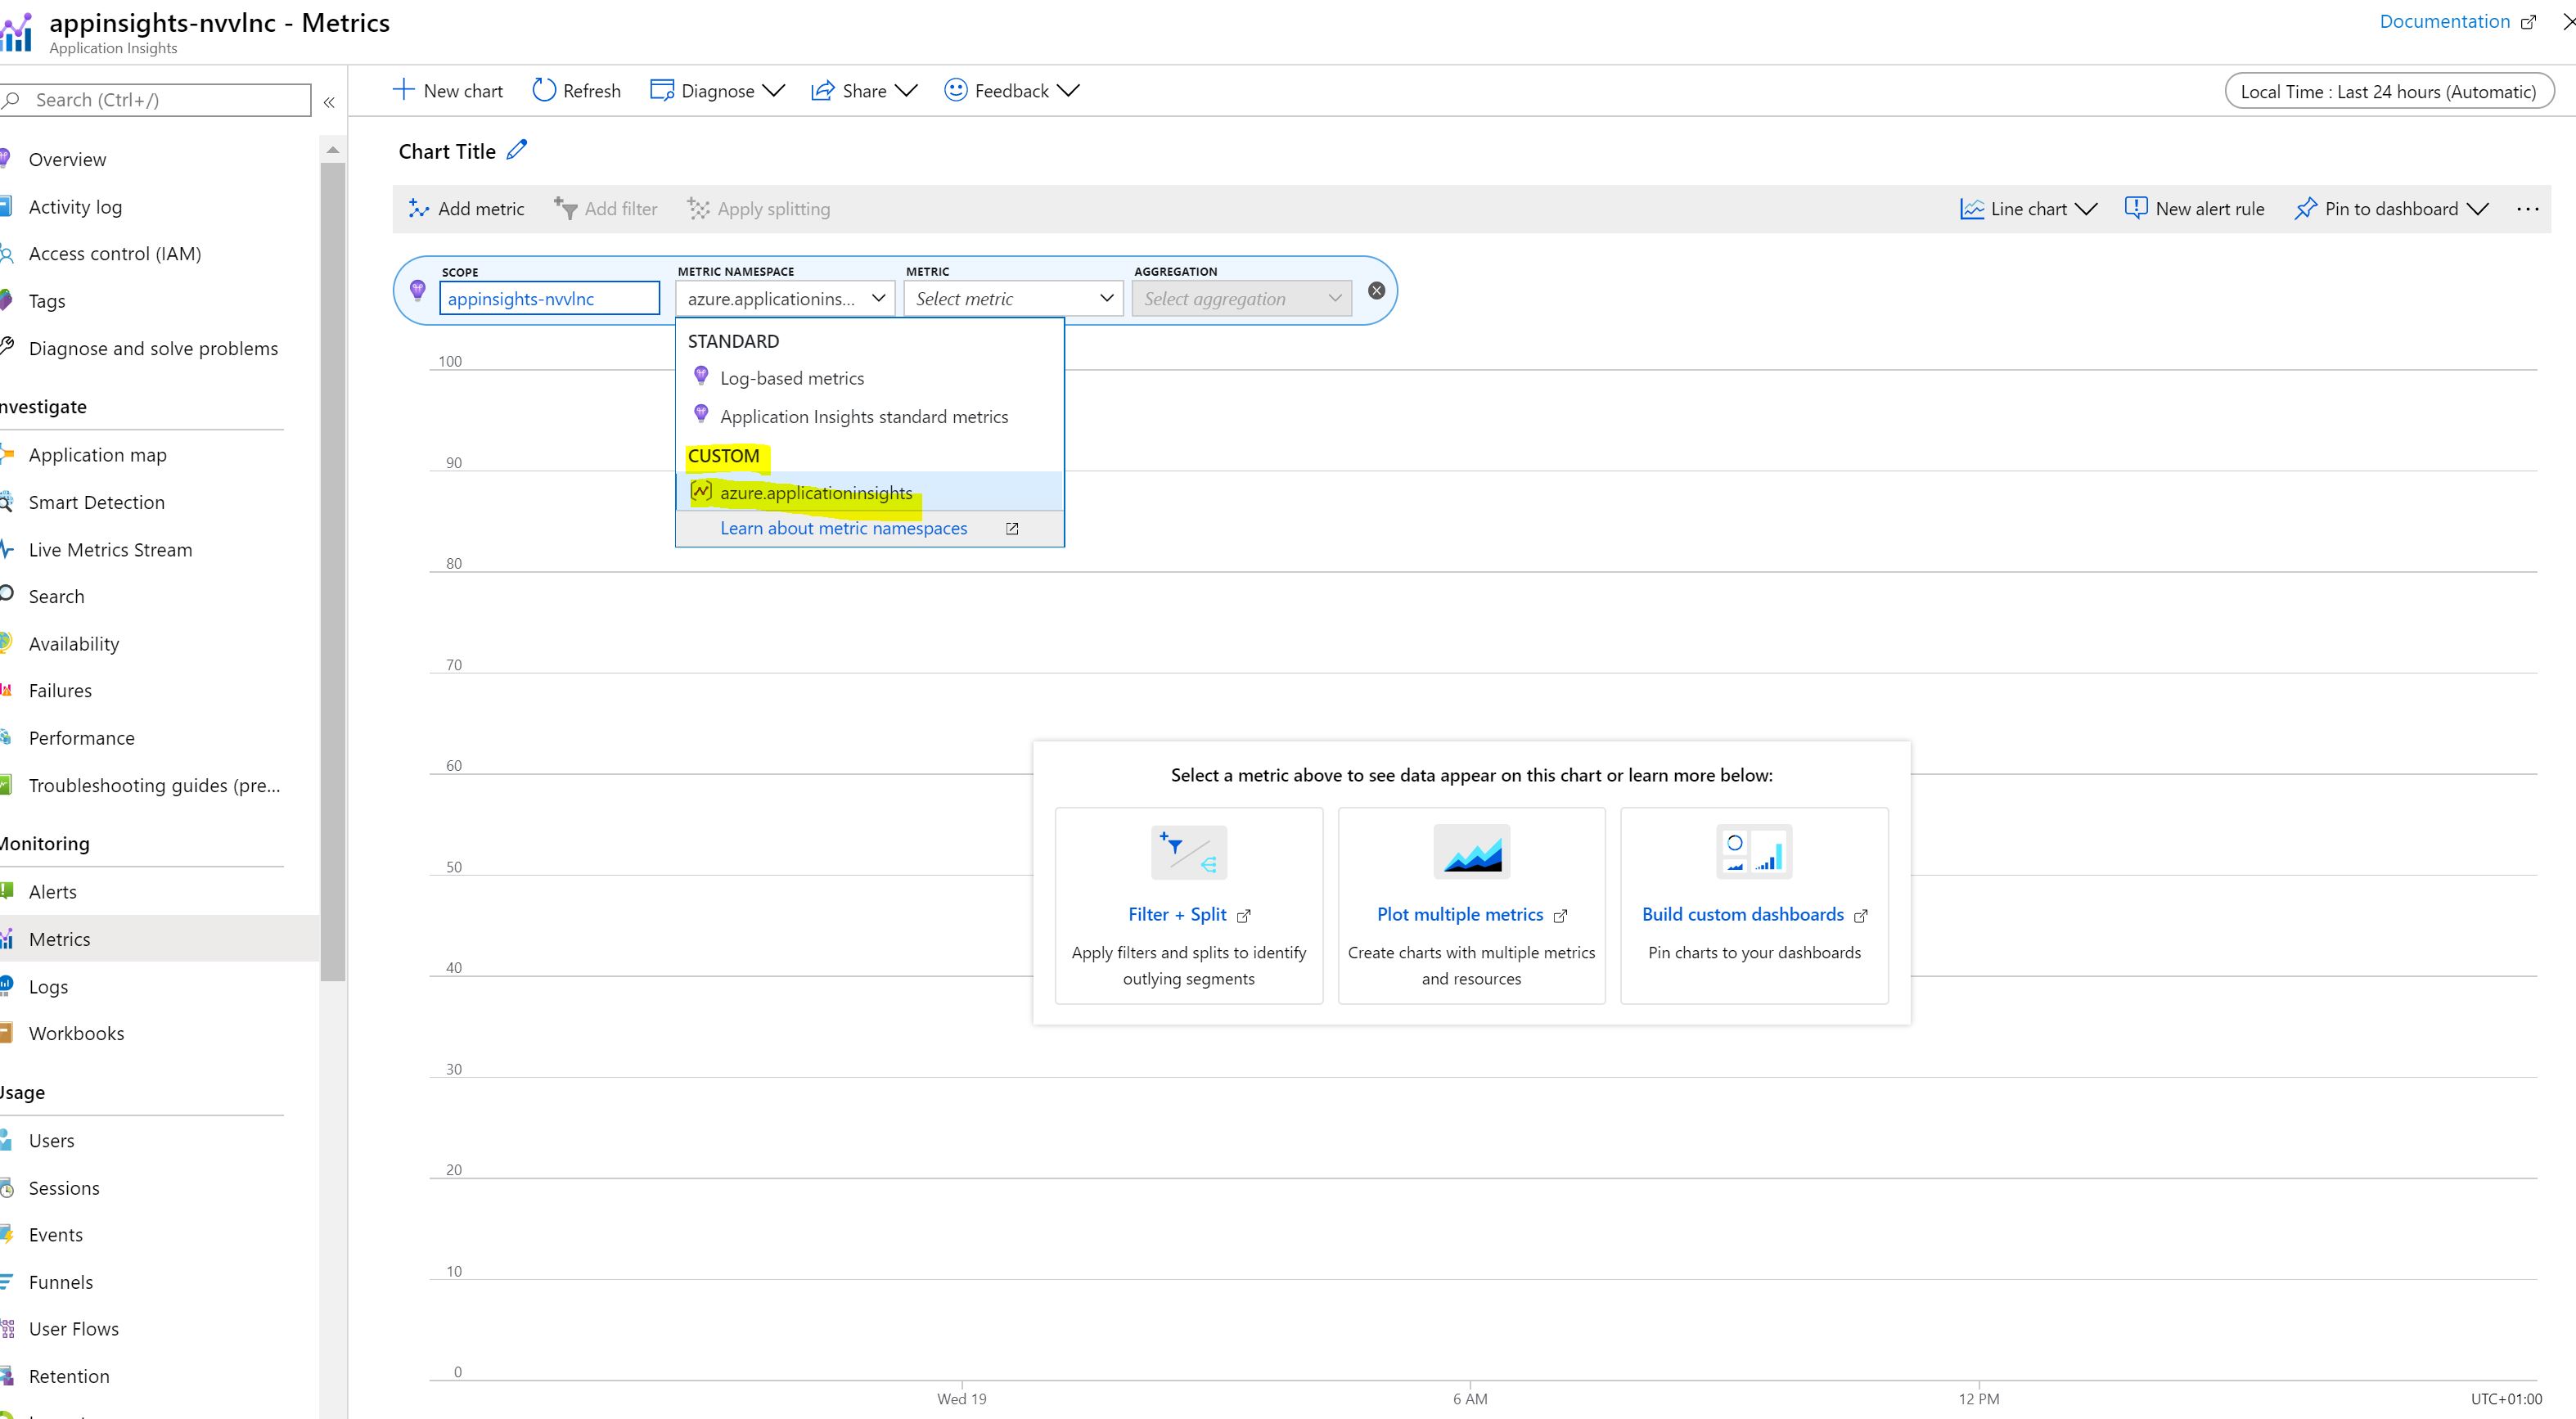 appinsights-nvvlnc - Metrics
Application Insights
Documentation
Search (Ctrl+/)
«
New chart
Refresh
Diagnose
Share
Feedback
Local Time : Last 24 hours (Automatic)
Overview
Activity log
Access control (IAM)
Tags
Diagnose and solve problems
nvestigate
Application map
Smart Detection
Live Metrics Stream
Search
Availability
Failures
Performance
Troubleshooting guides (pre...
Monitoring
Alerts
Metrics
Logs
Workbooks
Usage
Users
Sessions
Events
Funnels
User Flows
Retention
Chart Title
Add metric
Add filter
Apply splitting
Line chart
New alert rule
Pin to dashboard
...
SCOPE
appinsights-nvvlnc
METRIC NAMESPACE
azure.applicationins...
METRIC
Select metric
AGGREGATION
Select aggregation
STANDARD
Log-based metrics
Application Insights standard metrics
CUSTOM
azure.applicationinsights
Learn about metric namespaces
100
90
80
70
60
50
40
30
20
10
0
Select a metric above to see data appear on this chart or learn more below:
Filter + Split
Apply filters and splits to identify
outlying segments
Plot multiple metrics
Create charts with multiple metrics
and resources
Build custom dashboards
Pin charts to your dashboards
Wed 19
6 AM
12 PM
UTC+01:00